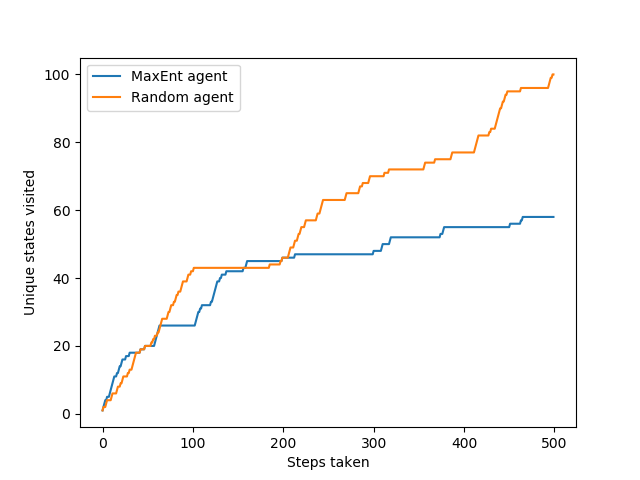 MaxEnt agent
Random agent
100
80
60
40
20
0
Unique states visited
0 100 200 300 400 500
Steps taken